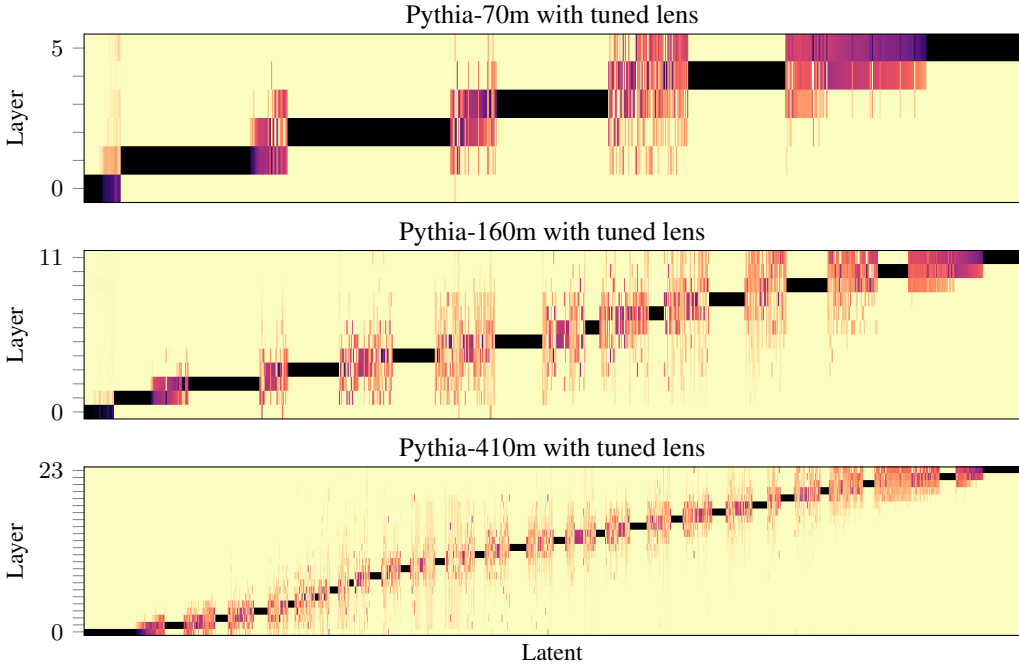 Pythia-70m with tuned lens
5
Layer
0
Pythia-160m with tuned lens
11
Layer
0
Pythia-410m with tuned lens
23
Layer
0
Latent